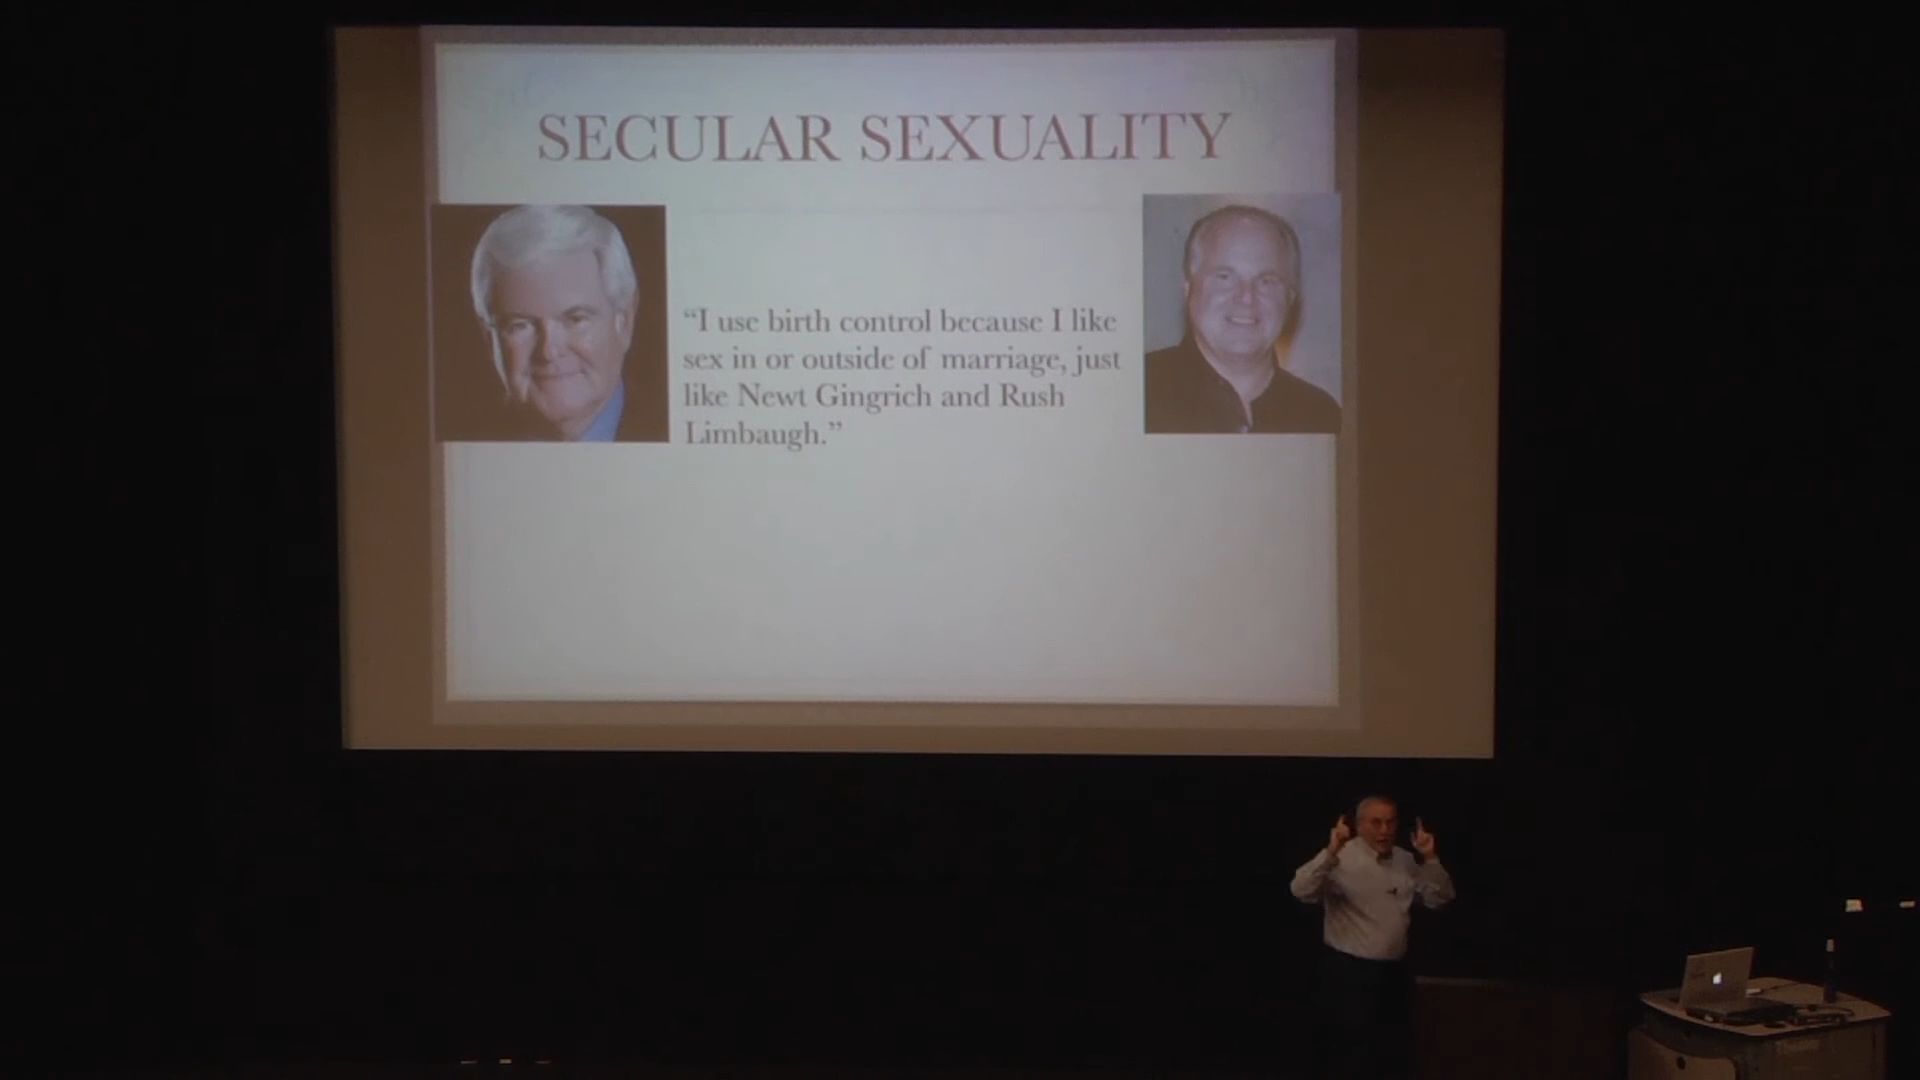 SECULAR SEXUALITY
“I use birth control because I like
sex in or outside of marriage, just
like Newt Gingrich and Rush
Limbaugh.”